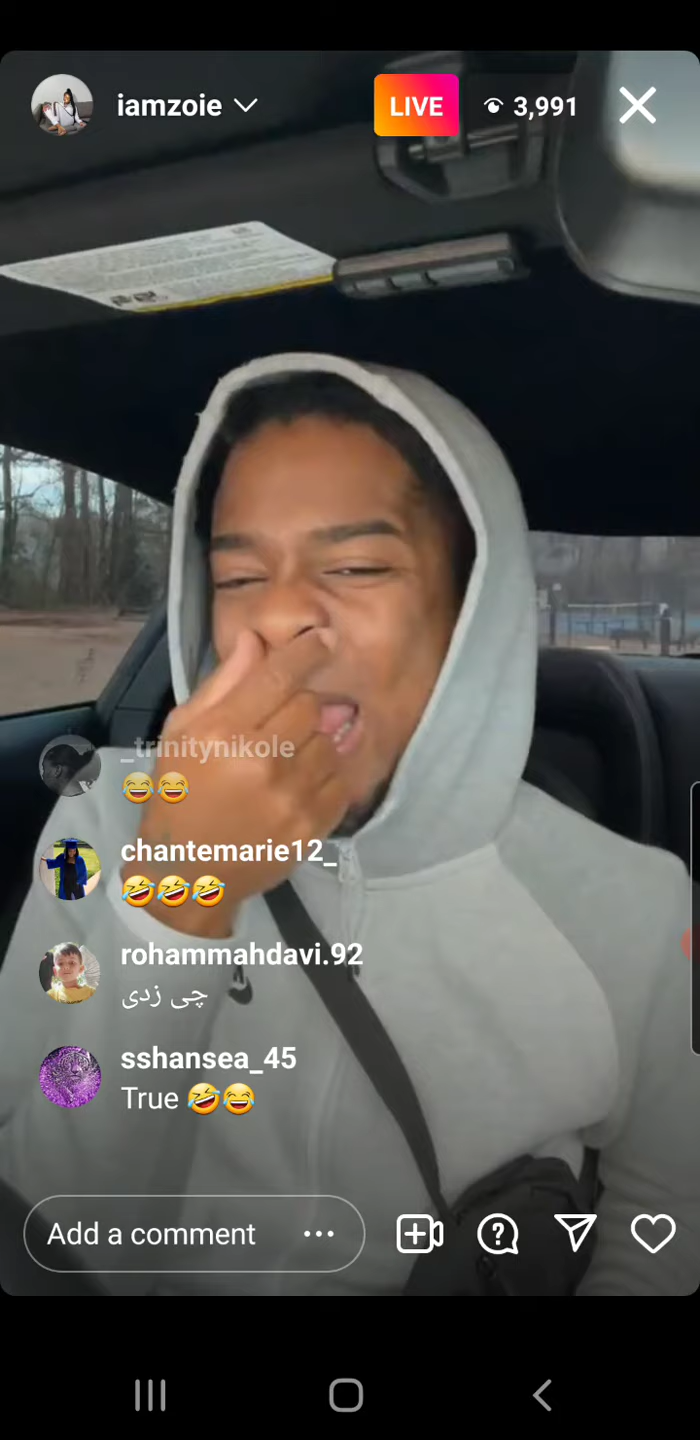 iamzoie
LIVE
3,991
_trinitynikole
😂😂
chantemarie12_
🤣🤣🤣
rohammahdavi.92
چی زدی
sshansea_45
True 🤣😂
Add a comment